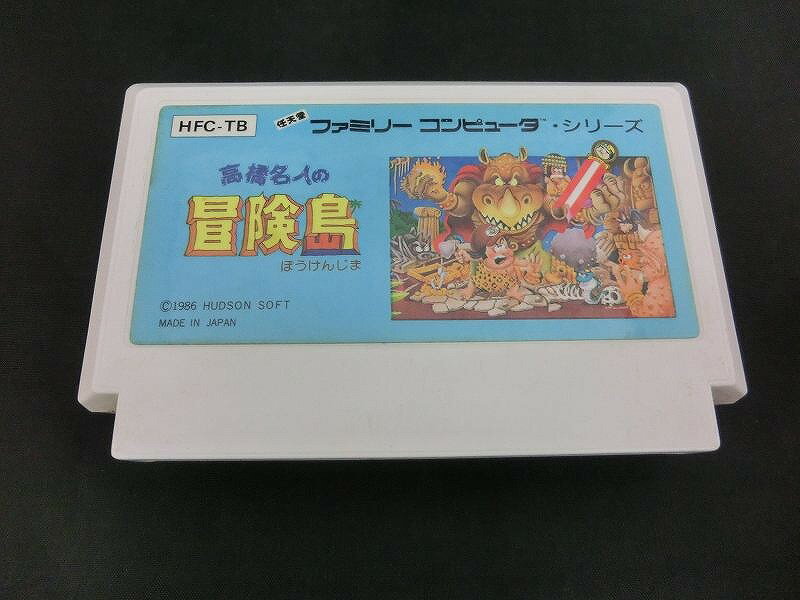 HFC-TB
任天堂 ファミリー コンピュータ™・シリーズ
高橋名人の
冒険島
ぼうけんじま
©1986 HUDSON SOFT
MADE IN JAPAN